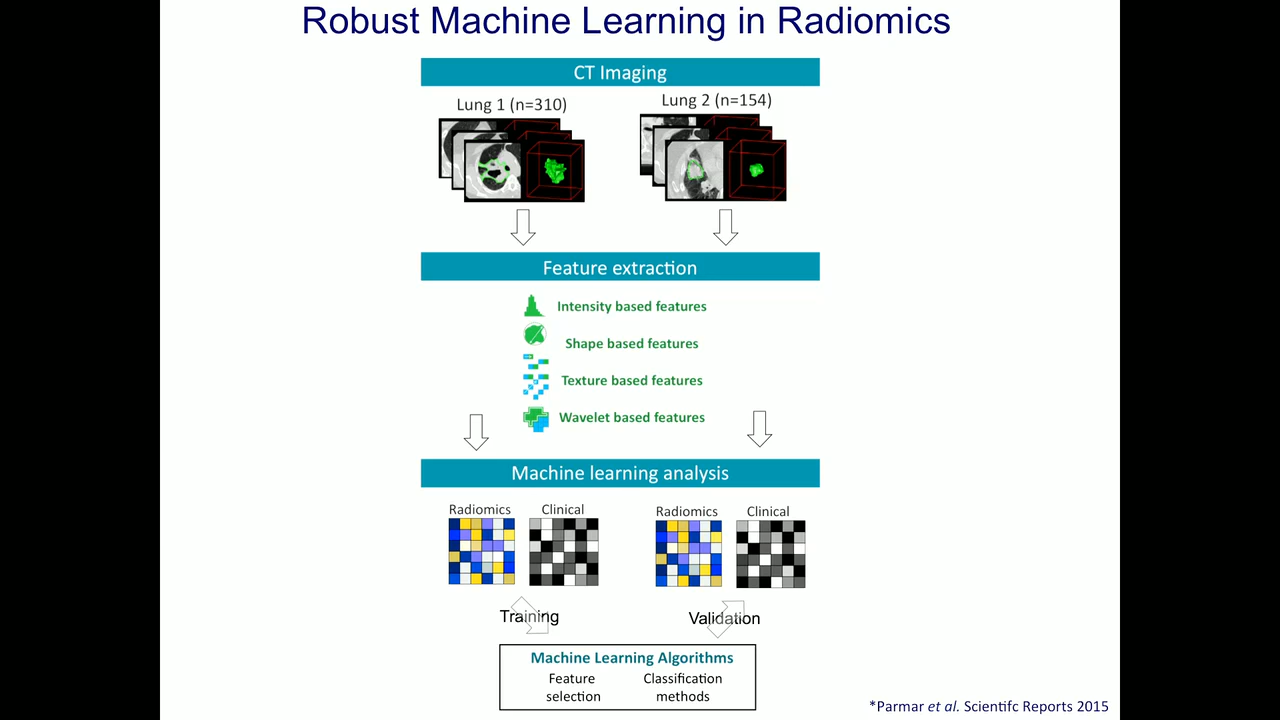 Robust Machine Learning in Radiomics
CT Imaging
Lung 1 (n=310)
Lung 2 (n=154)
Feature extraction
Intensity based features
Shape based features
Texture based features
Wavelet based features
Machine learning analysis
Radiomics Clinical
Radiomics Clinical
Training
Validation
Machine Learning Algorithms
Feature selection
Classification methods
*Parmar et al. Scientifc Reports 2015